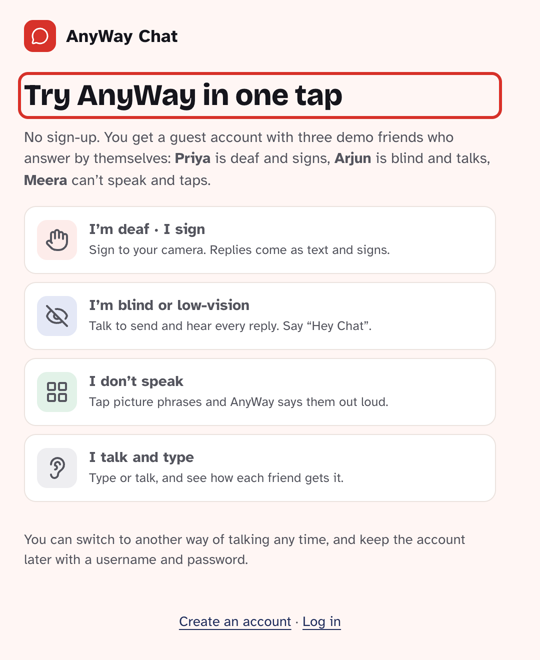 AnyWay Chat
Try AnyWay in one tap
No sign-up. You get a guest account with three demo friends who
answer by themselves: Priya is deaf and signs, Arjun is blind and talks,
Meera can’t speak and taps.
I’m deaf · I sign
Sign to your camera. Replies come as text and signs.
I’m blind or low-vision
Talk to send and hear every reply. Say “Hey Chat”.
I don’t speak
Tap picture phrases and AnyWay says them out loud.
I talk and type
Type or talk, and see how each friend gets it.
You can switch to another way of talking any time, and keep the account
later with a username and password.
Create an account · Log in